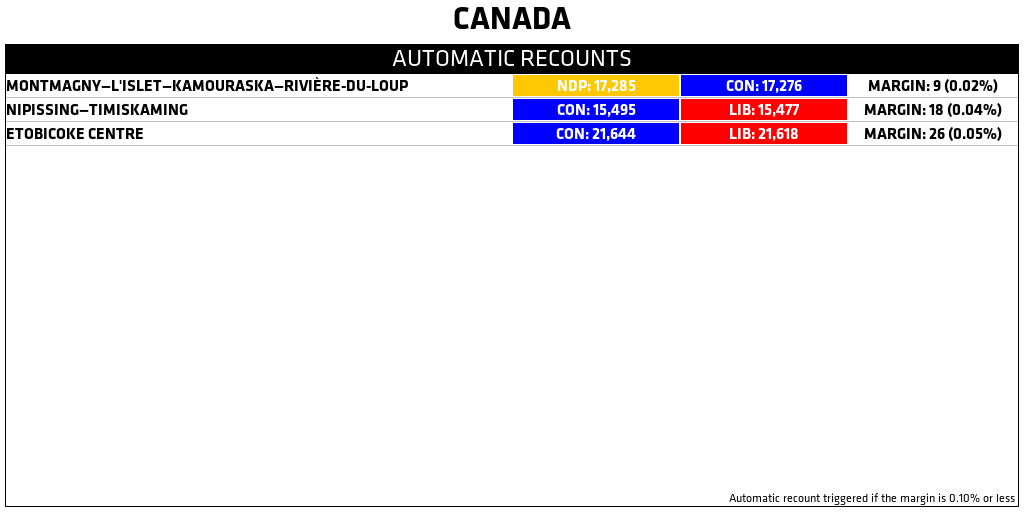 CANADA
AUTOMATIC RECOUNTS
MONTMAGNY–L'ISLET–KAMOURASKA–RIVIÈRE-DU-LOUP NDP: 17,285 CON: 17,276 MARGIN: 9 (0.02%)
NIPISSING–TIMISKAMING CON: 15,495 LIB: 15,477 MARGIN: 18 (0.04%)
ETOBICOKE CENTRE CON: 21,644 LIB: 21,618 MARGIN: 26 (0.05%)
Automatic recount triggered if the margin is 0.10% or less